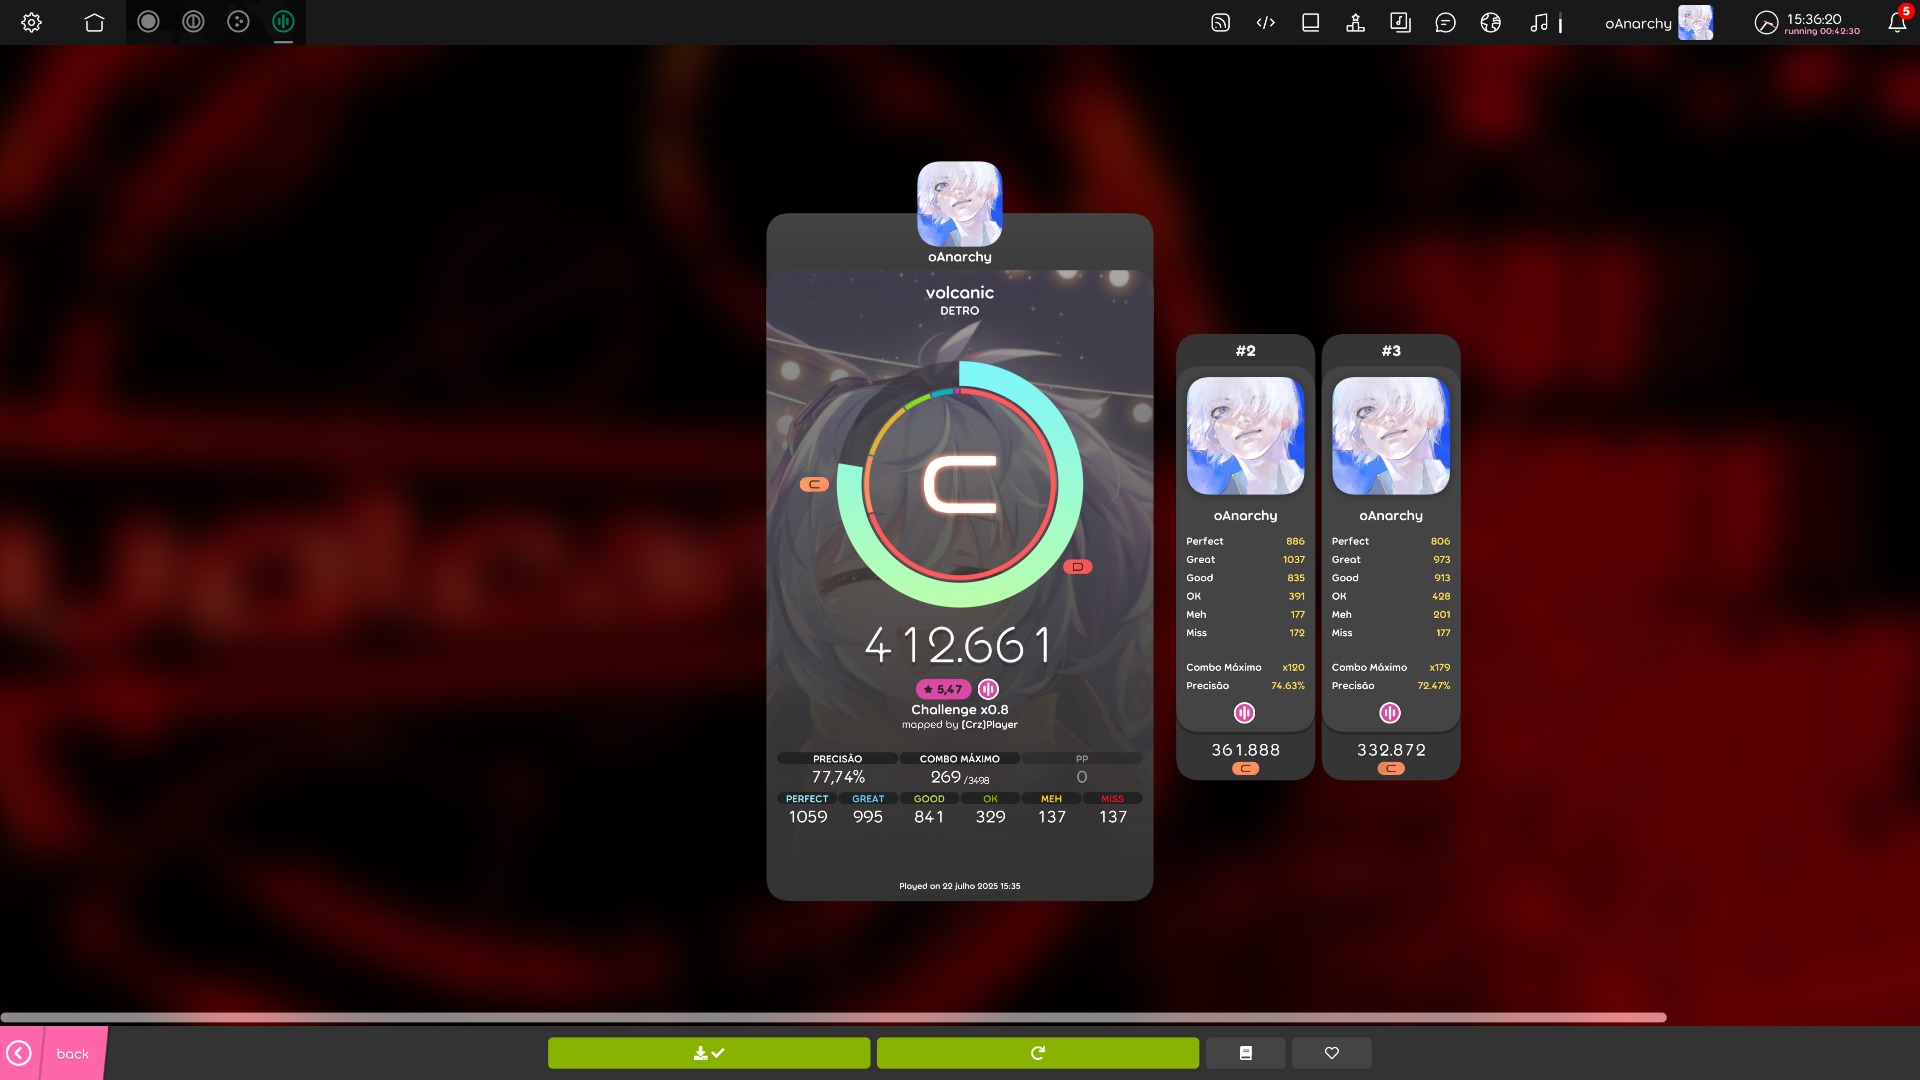 oAnarchy
15:36:20
running 00:42:30
5
oAnarchy
volcanic
DETRO
C
C
D
412.661
5,47
Challenge x0.8
mapped by [Crz]Player
PRECISÃO COMBO MÁXIMO PP
77,74% 269/3498 0
PERFECT GREAT GOOD OK MEH MISS
1059 995 841 329 137 137
Played on 22 julho 2025 15:35
#2
oAnarchy
Perfect 886
Great 1037
Good 835
OK 391
Meh 177
Miss 172
Combo Máximo x120
Precisão 74.63%
361.888
C
#3
oAnarchy
Perfect 806
Great 973
Good 913
OK 428
Meh 201
Miss 177
Combo Máximo x179
Precisão 72.47%
332.872
C
back